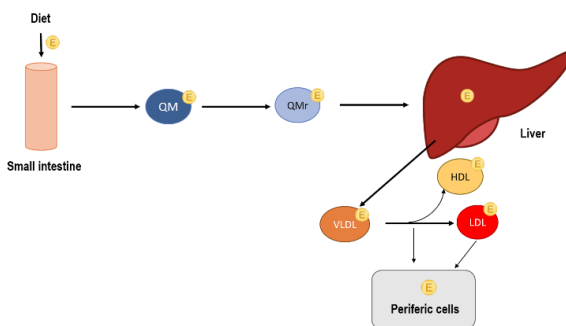 Diet
E
Small intestine
QM
E
QMr
E
E
Liver
HDL
E
VLDL
E
LDL
E
E
Periferic cells